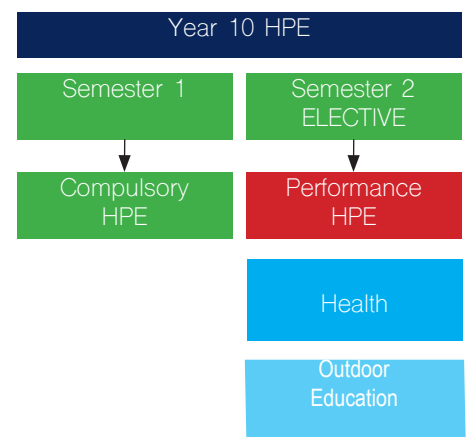 Year 10 HPE
Semester 1
Semester 2
ELECTIVE
Compulsory
HPE
Performance
HPE
Health
Outdoor
Education